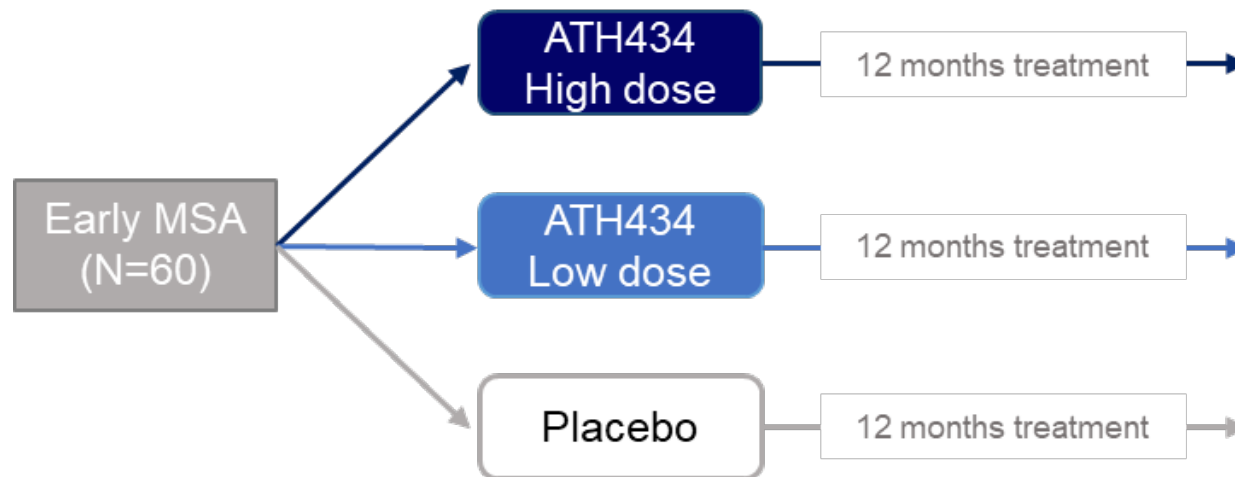 ATH434
High dose
12 months treatment
Early MSA
(N=60)
ATH434
Low dose
12 months treatment
Placebo
12 months treatment